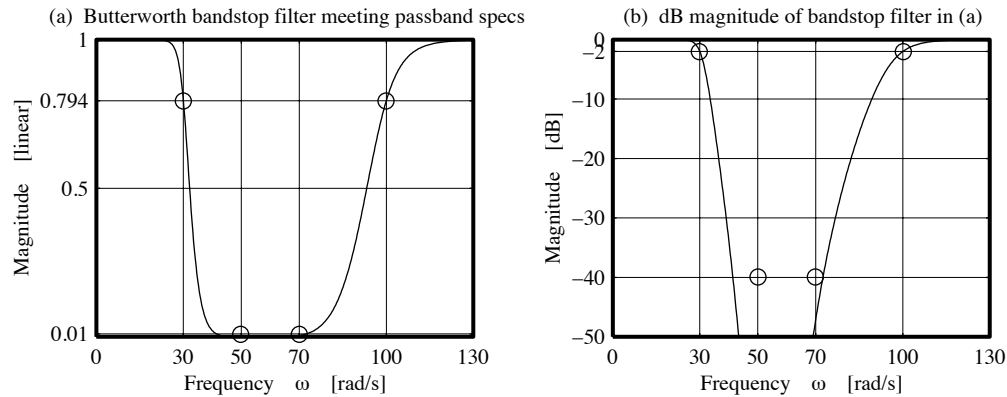 (a) Butterworth bandstop filter meeting passband specs
1
0.794
0.5
0.01
Magnitude [linear]
0 30 50 70 100 130
Frequency ω [rad/s]
(b) dB magnitude of bandstop filter in (a)
0
−2
−10
−20
−30
−40
−50
Magnitude [dB]
0 30 50 70 100 130
Frequency ω [rad/s]